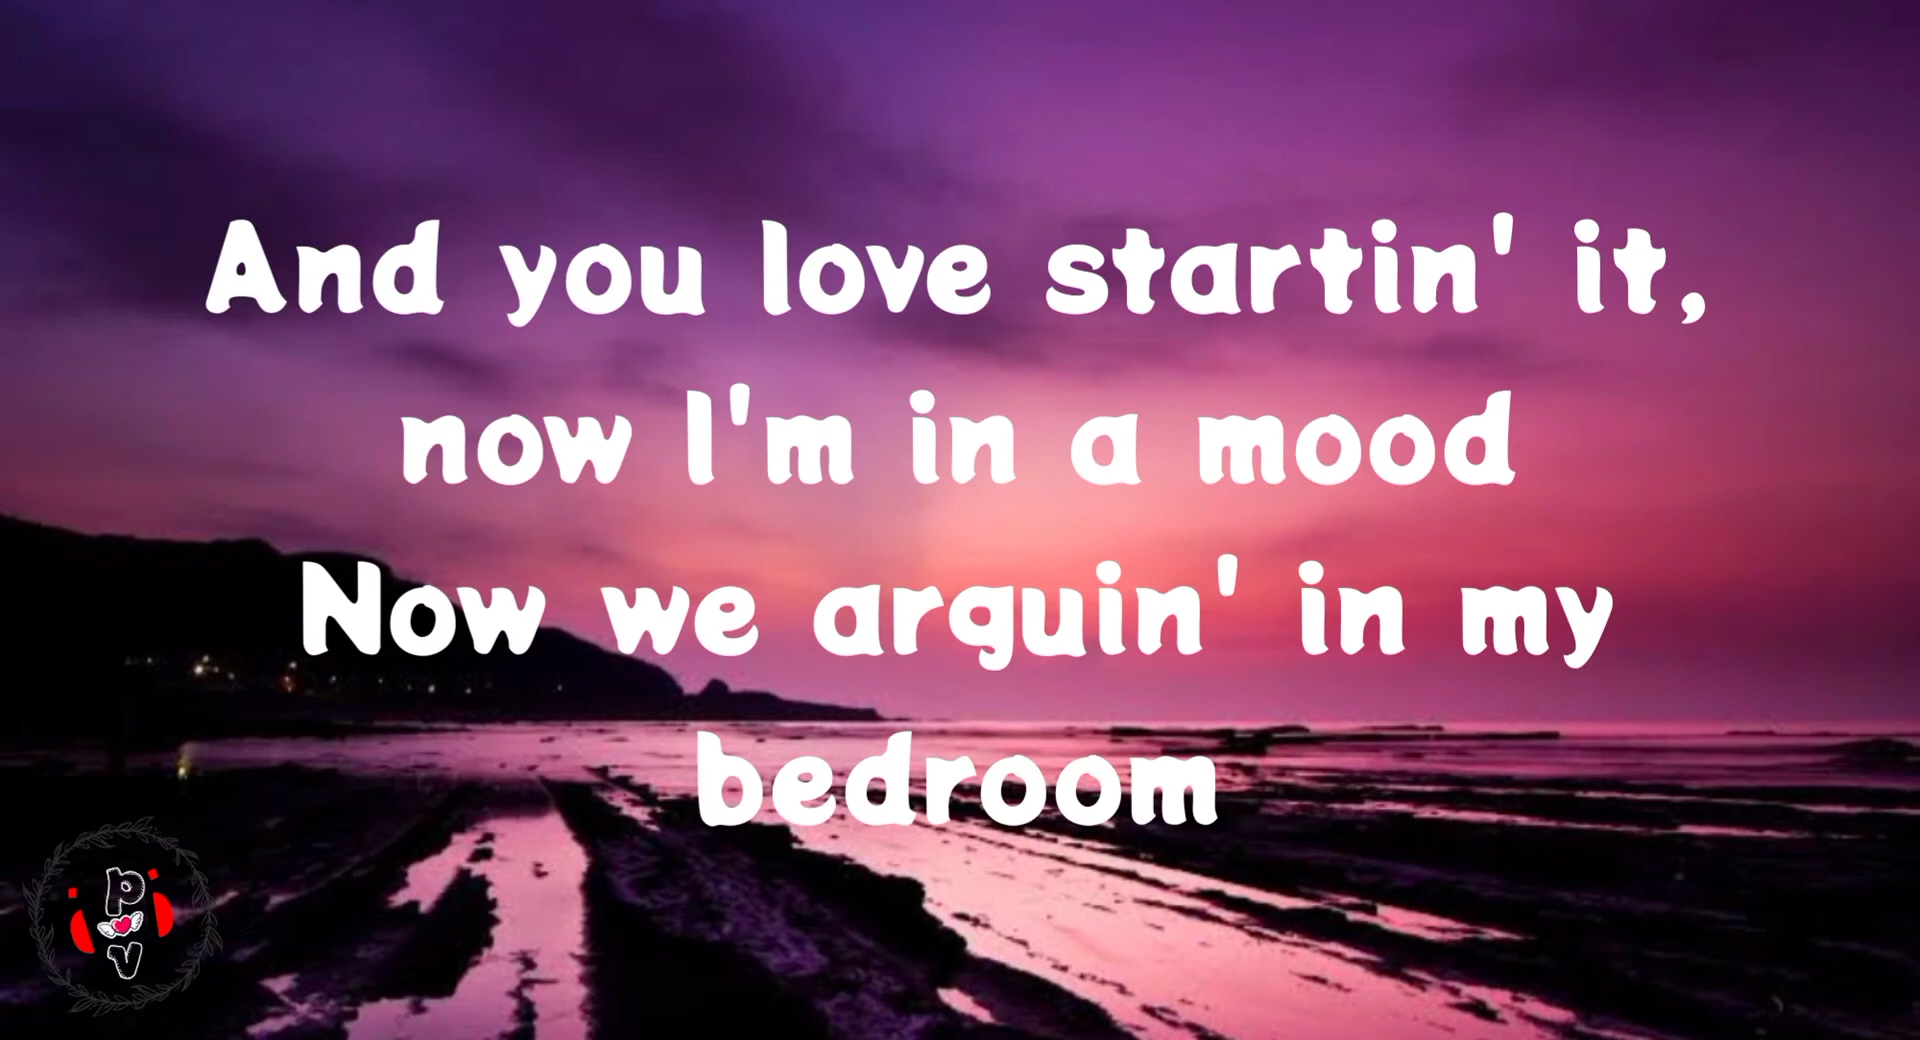 And you love startin' it,
now I'm in a mood
Now we arguin' in my
bedroom
p
v